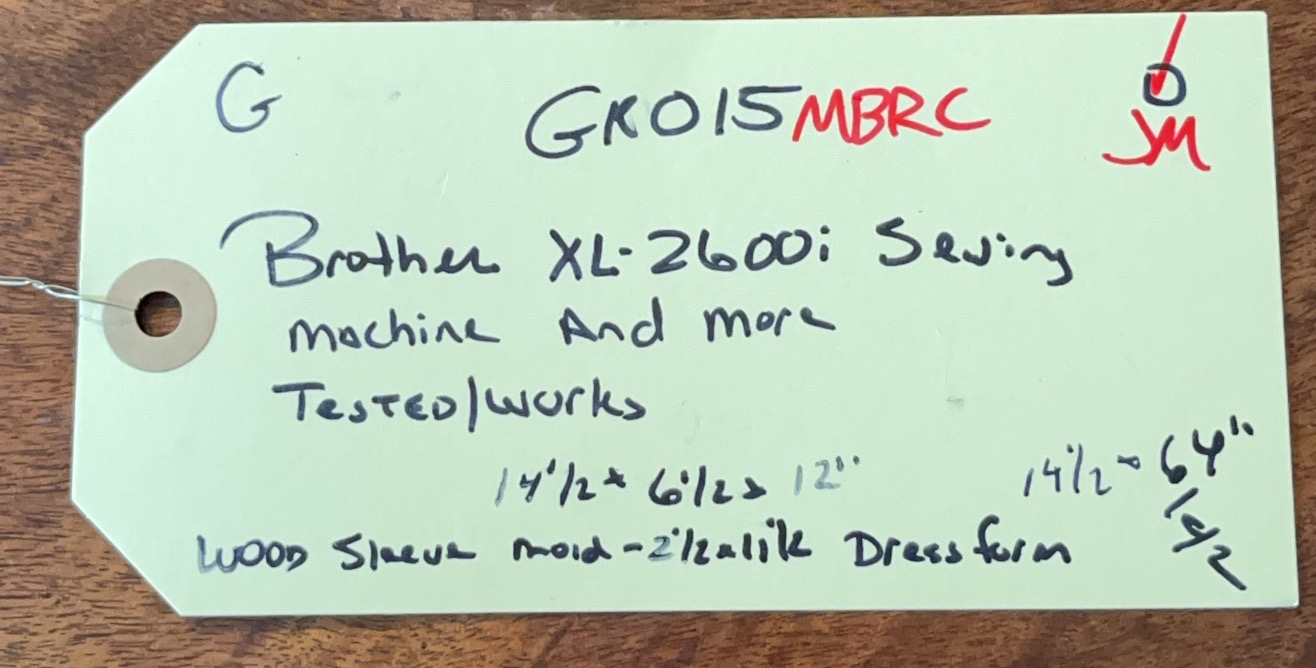 G GK015MBRC O
JM
Brother XL-2600i Sewing
machine And more
TESTED/works
14 1/2 x 6 1/2 x 12" 14 1/2 x 64"
WOOD Sleeve mold - 2 1/2 x Dress form